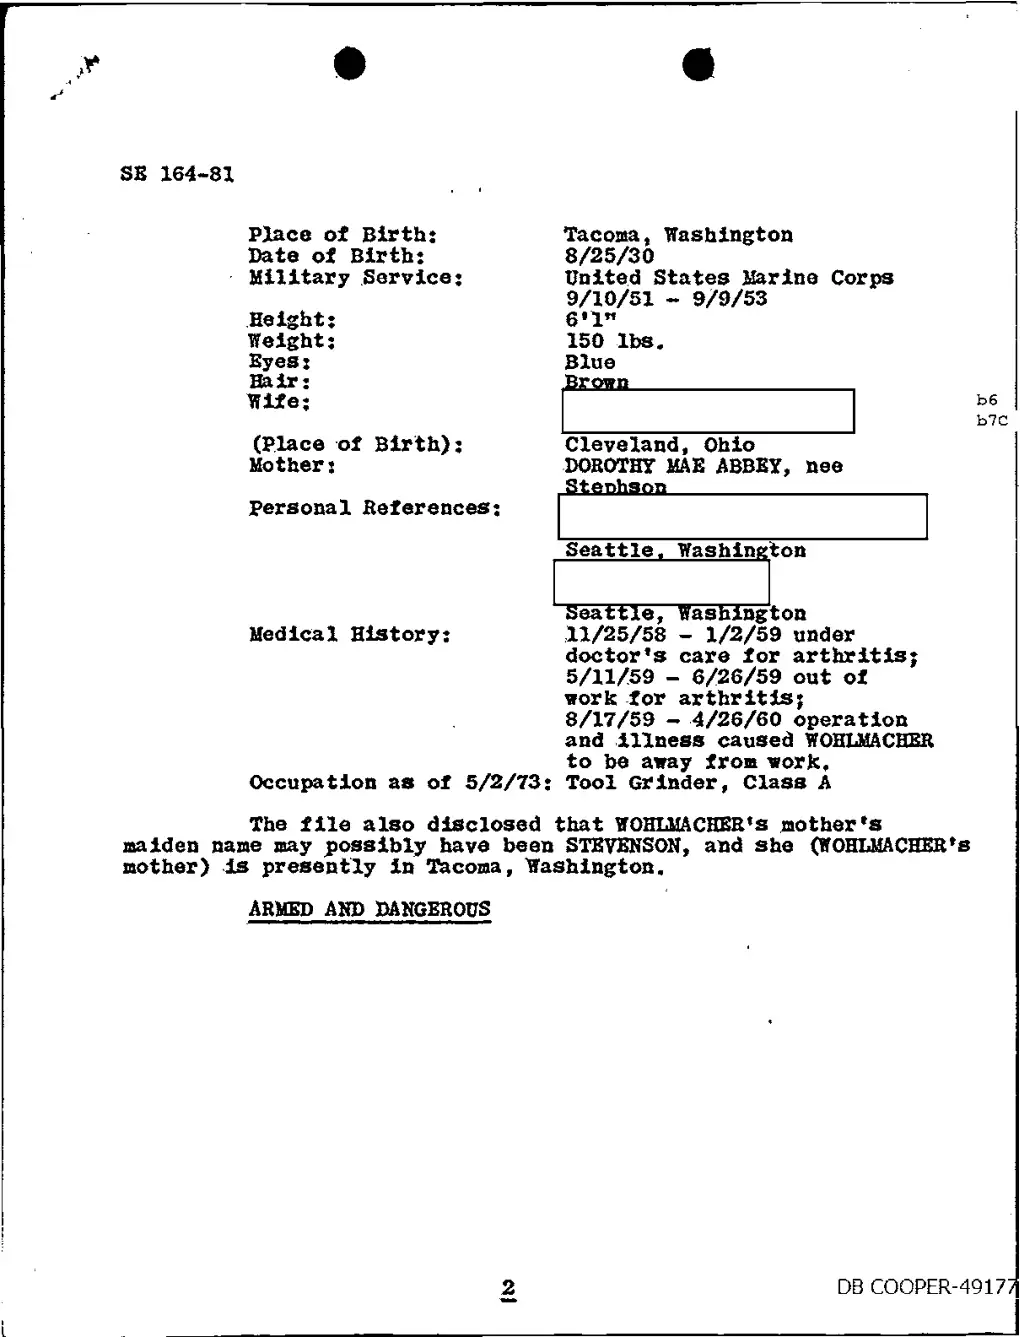 SE 164-81
Place of Birth: Tacoma, Washington
Date of Birth: 8/25/30
Military Service: United States Marine Corps
9/10/51 - 9/9/53
Height: 6'1"
Weight: 150 lbs.
Eyes: Blue
Hair: Brown
Wife;
b6
b7C
(Place of Birth): Cleveland, Ohio
Mother: DOROTHY MAE ABBEY, nee
Stephson
Personal References:
Seattle, Washington
Seattle, Washington
Medical History: 11/25/58 - 1/2/59 under
doctor's care for arthritis;
5/11/59 - 6/26/59 out of
work for arthritis;
8/17/59 - 4/26/60 operation
and illness caused WOHLMACHER
to be away from work.
Occupation as of 5/2/73: Tool Grinder, Class A
The file also disclosed that WOHLMACHER's mother's
maiden name may possibly have been STEVENSON, and she (WOHLMACHER's
mother) is presently in Tacoma, Washington.
ARMED AND DANGEROUS
2
DB COOPER-49177